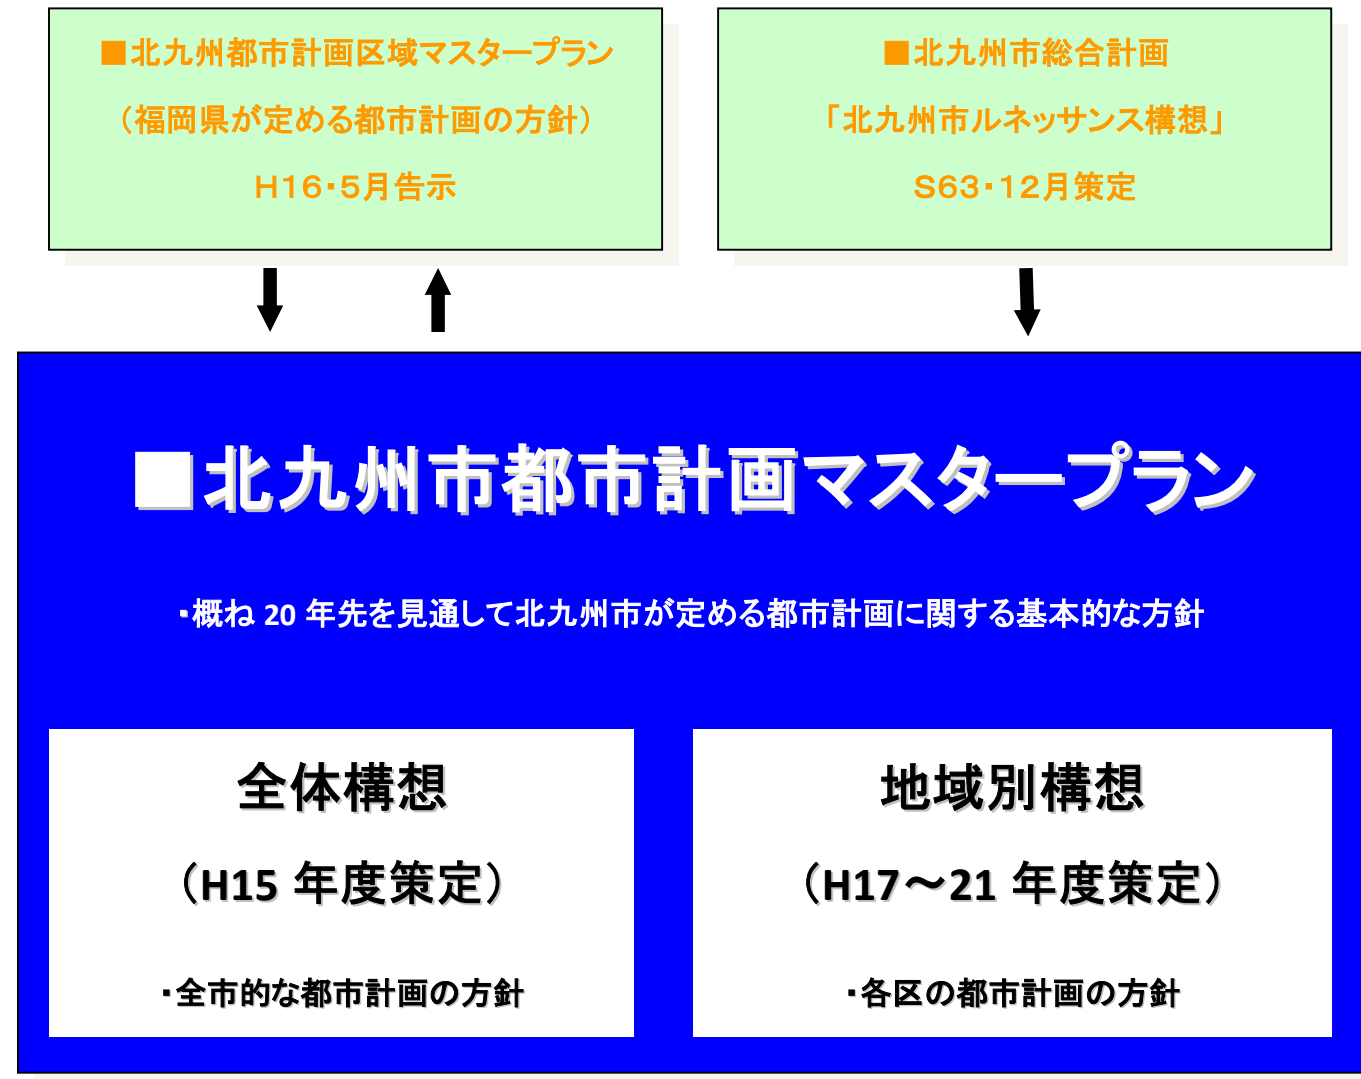 ■北九州都市計画区域マスタープラン
（福岡県が定める都市計画の方針）
H16・5月告示
■北九州市総合計画
「北九州市ルネッサンス構想」
S63・12月策定
■北九州市都市計画マスタープラン
・概ね 20 年先を見通して北九州市が定める都市計画に関する基本的な方針
全体構想
（H15 年度策定）
・全市的な都市計画の方針
地域別構想
（H17～21 年度策定）
・各区の都市計画の方針